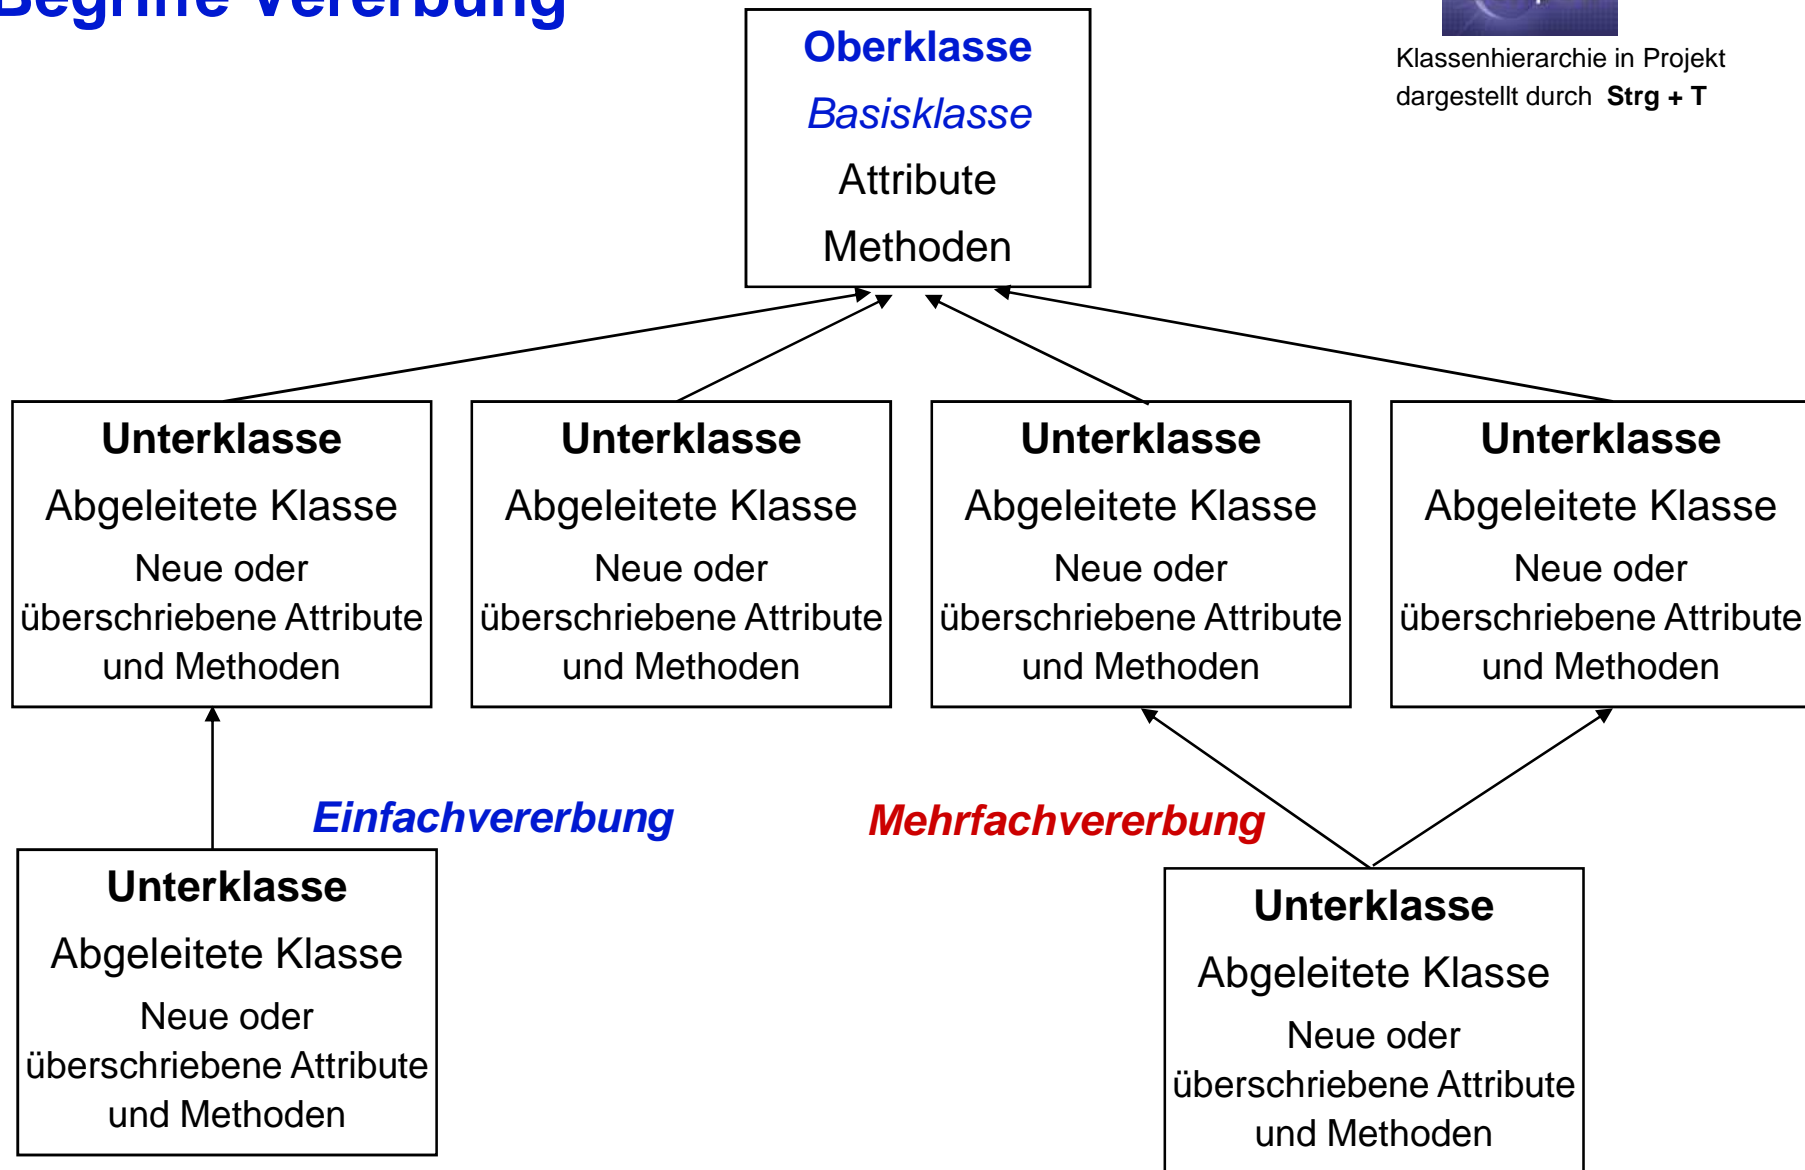 Begriffe Vererbung
Klassenhierarchie in Projekt
dargestellt durch Strg + T
Oberklasse
Basisklasse
Attribute
Methoden
Unterklasse
Abgeleitete Klasse
Neue oder
überschriebene Attribute
und Methoden
Unterklasse
Abgeleitete Klasse
Neue oder
überschriebene Attribute
und Methoden
Unterklasse
Abgeleitete Klasse
Neue oder
überschriebene Attribute
und Methoden
Unterklasse
Abgeleitete Klasse
Neue oder
überschriebene Attribute
und Methoden
Einfachvererbung
Mehrfachvererbung
Unterklasse
Abgeleitete Klasse
Neue oder
überschriebene Attribute
und Methoden
Unterklasse
Abgeleitete Klasse
Neue oder
überschriebene Attribute
und Methoden